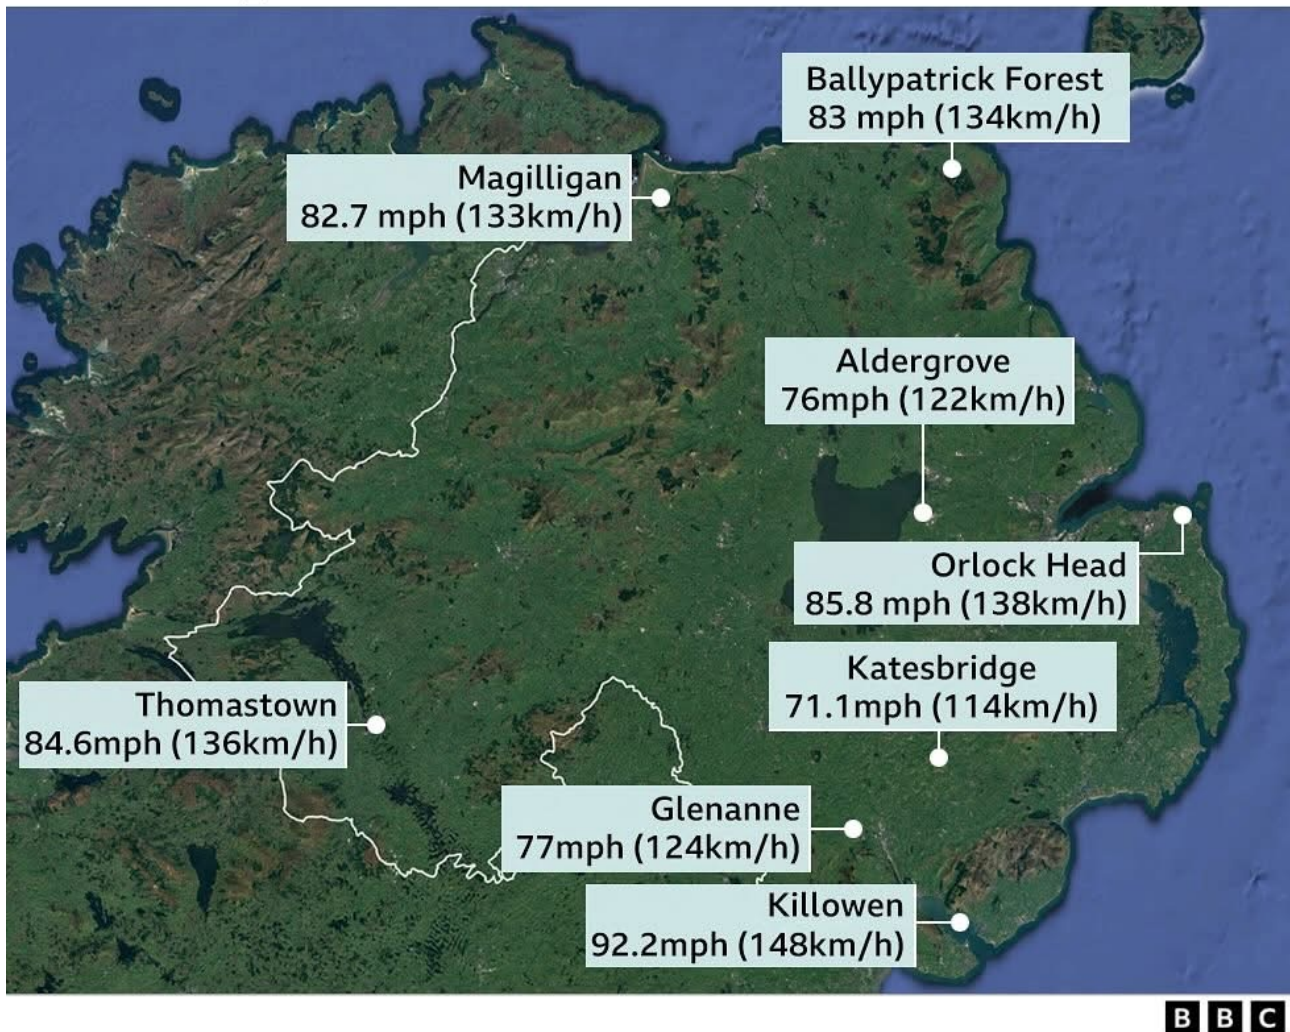 Ballypatrick Forest
83 mph (134km/h)
Magilligan
82.7 mph (133km/h)
Aldergrove
76mph (122km/h)
Orlock Head
85.8 mph (138km/h)
Katesbridge
71.1mph (114km/h)
Thomastown
84.6mph (136km/h)
Glenanne
77mph (124km/h)
Killowen
92.2mph (148km/h)
BBC